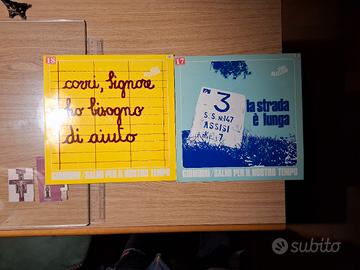 18
corri, Signore
ho bisogno
di aiuto
GIOMBINI / SALMI PER IL NOSTRO TEMPO
17
la strada
è lunga
3
S.S.N.147
ASSISI
7
GIOMBINI / SALMI PER IL NOSTRO TEMPO
subito